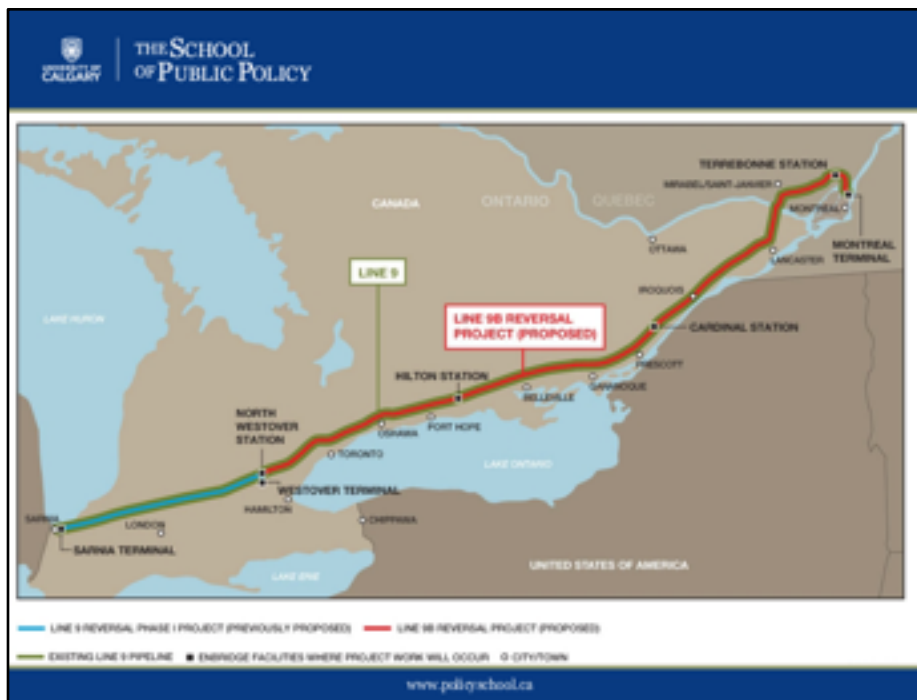 UNIVERSITY OF
CALGARY
THE SCHOOL
OF PUBLIC POLICY
TERREBONNE STATION
MIRABEL/SAINT-JANVIER
CANADA
ONTARIO
QUEBEC
MONTREAL
OTTAWA
MONTREAL
TERMINAL
LANCASTER
LINE 9
IROQUOIS
LAKE HURON
LINE 9B REVERSAL
PROJECT (PROPOSED)
CARDINAL STATION
PRESCOTT
HILTON STATION
GANANOQUE
BELLEVILLE
NORTH
WESTOVER
STATION
PORT HOPE
OSHAWA
TORONTO
LAKE ONTARIO
WESTOVER TERMINAL
HAMILTON
CHIPPAWA
SARNIA
LONDON
SARNIA TERMINAL
UNITED STATES OF AMERICA
LAKE ERIE
LINE 9 REVERSAL PHASE I PROJECT (PREVIOUSLY PROPOSED)
LINE 9B REVERSAL PROJECT (PROPOSED)
EXISTING LINE 9 PIPELINE
ENBRIDGE FACILITIES WHERE PROJECT WORK WILL OCCUR
CITY/TOWN
www.policyschool.ca